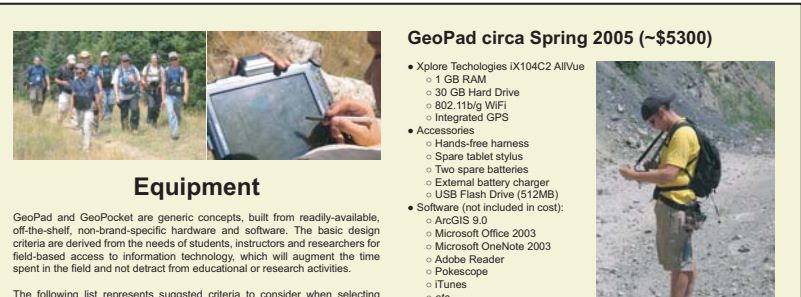 Equipment
GeoPad and GeoPocket are generic concepts, built from readily-available,
off-the-shelf, non-brand-specific hardware and software. The basic design
criteria are derived from the needs of students, instructors and researchers for
field-based access to information technology, which will augment the time
spent in the field and not detract from educational or research activities.
The following list represents suggsted criteria to consider when selecting
GeoPad circa Spring 2005 (~$5300)
● Xplore Techologies iX104C2 AllVue
○ 1 GB RAM
○ 30 GB Hard Drive
○ 802.11b/g WiFi
○ Integrated GPS
● Accessories
○ Hands-free harness
○ Spare tablet stylus
○ Two spare batteries
○ External battery charger
○ USB Flash Drive (512MB)
● Software (not included in cost):
○ ArcGIS 9.0
○ Microsoft Office 2003
○ Microsoft OneNote 2003
○ Adobe Reader
○ Pokescope
○ iTunes
○ etc